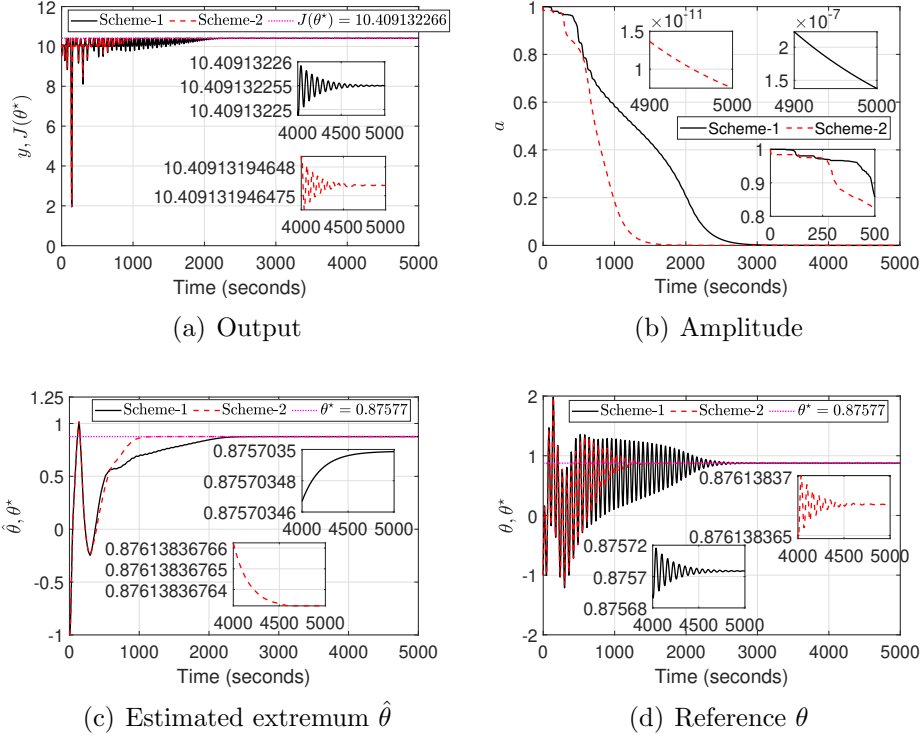 Scheme-1 Scheme-2 J(θ*) = 10.409132266
12
10
8
6
4
2
0
y, J(θ*)
10.40913226
10.409132255
10.40913225
4000 4500 5000
10.40913194648
10.409131946475
4000 4500 5000
0 1000 2000 3000 4000 5000
Time (seconds)
(a) Output
1
0.8
0.6
0.4
0.2
0
a
×10⁻¹¹
1.5
1
4900 5000
×10⁻⁷
2
1.5
4900 5000
Scheme-1 Scheme-2
1
0.9
0.8
0 250 500
0 1000 2000 3000 4000 5000
Time (seconds)
(b) Amplitude
Scheme-1 Scheme-2 θ* = 0.87577
1.25
1
0.5
0
-0.5
-1
θ̂, θ*
0.8757035
0.87570348
0.87570346
4000 4500 5000
0.87613836766
0.87613836765
0.87613836764
4000 4500 5000
0 1000 2000 3000 4000 5000
Time (seconds)
(c) Estimated extremum θ̂
Scheme-1 Scheme-2 θ* = 0.87577
2
1
0
-1
-2
θ, θ*
0.87613837
0.876138365
4000 4500 5000
0.87572
0.8757
0.87568
4000 4500 5000
0 1000 2000 3000 4000 5000
Time (seconds)
(d) Reference θ